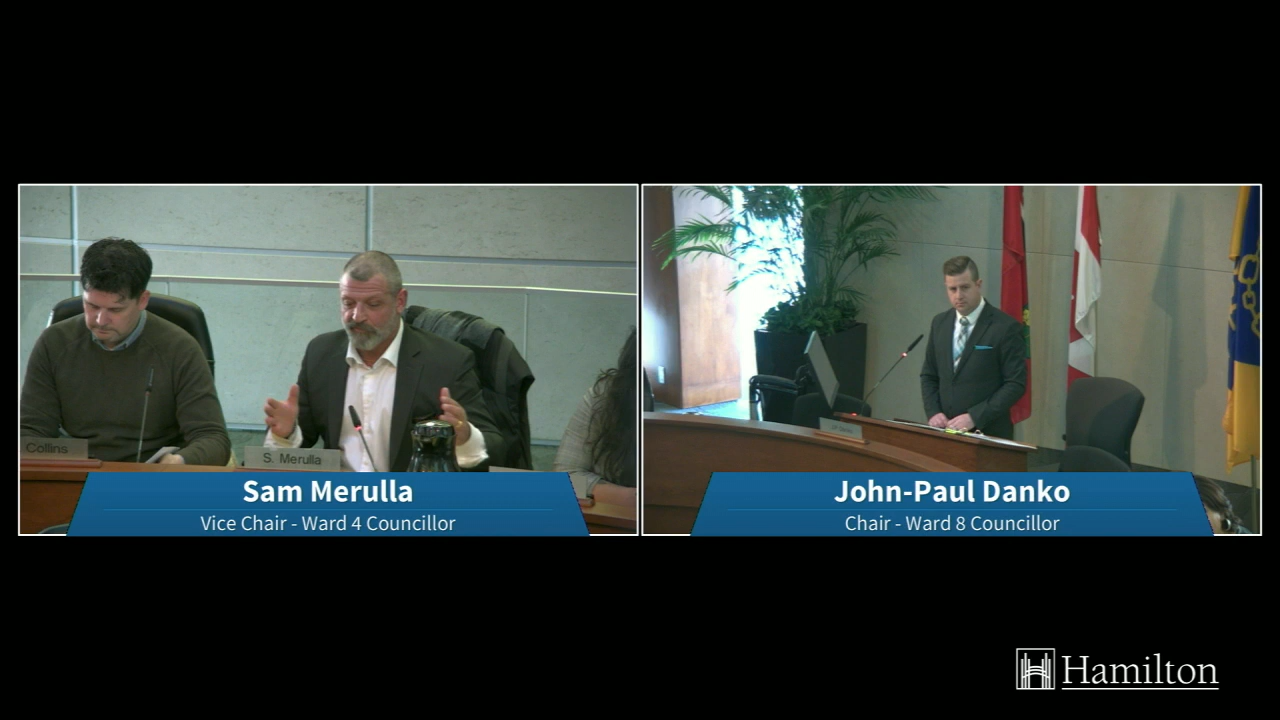 Collins
S. Merulla
Sam Merulla
Vice Chair - Ward 4 Councillor
John-Paul Danko
Chair - Ward 8 Councillor
Hamilton